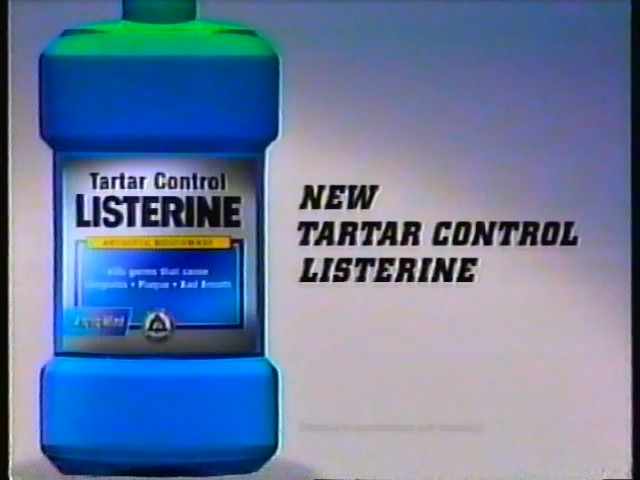 Tartar Control
LISTERINE
ANTISEPTIC MOUTHWASH
Kills germs that cause
Gingivitis • Plaque • Bad Breath
NEW
TARTAR CONTROL
LISTERINE